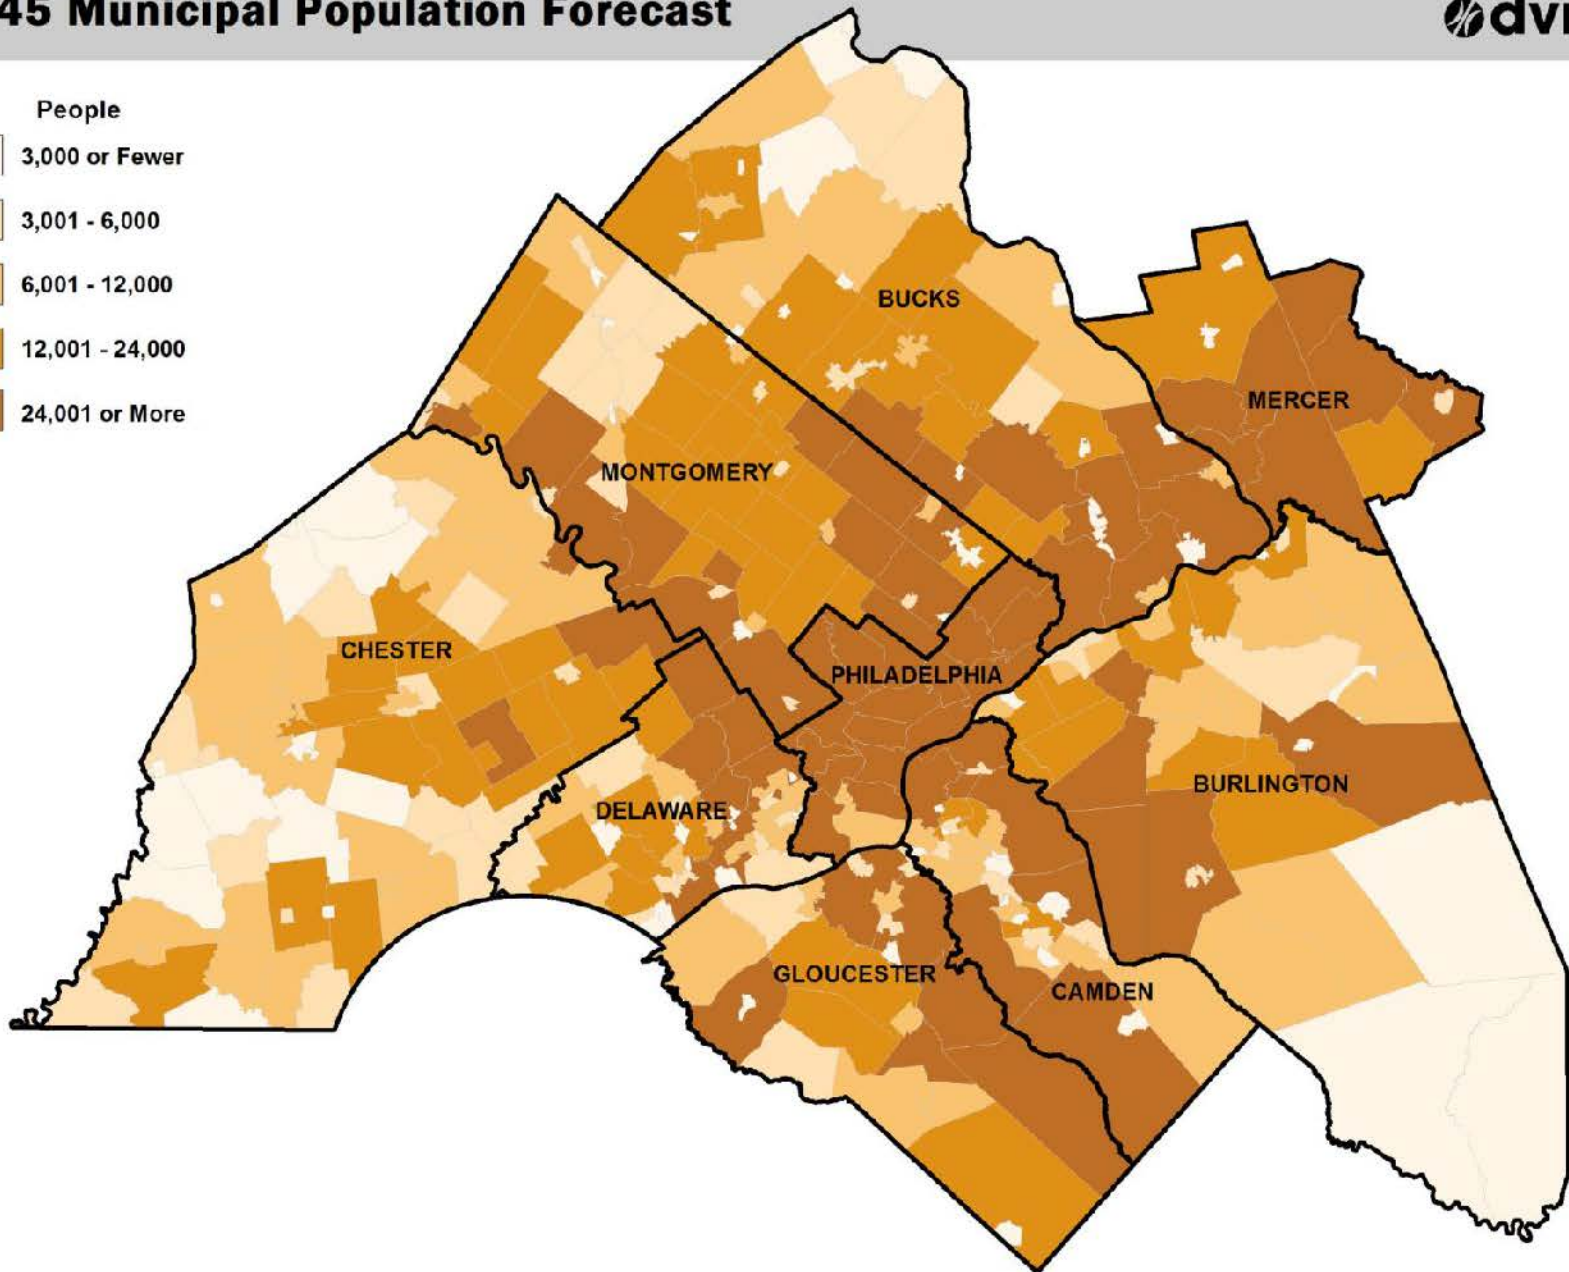 45 Municipal Population Forecast
dvr
People
3,000 or Fewer
3,001 - 6,000
6,001 - 12,000
12,001 - 24,000
24,001 or More
BUCKS
MERCER
MONTGOMERY
CHESTER
PHILADELPHIA
DELAWARE
BURLINGTON
GLOUCESTER
CAMDEN